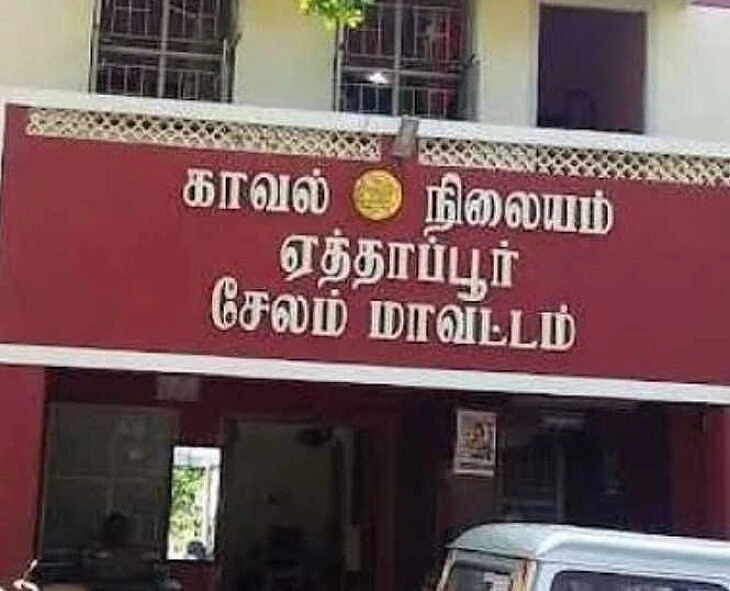 காவல் நிலையம்
ஏத்தாப்பூர்
சேலம் மாவட்டம்